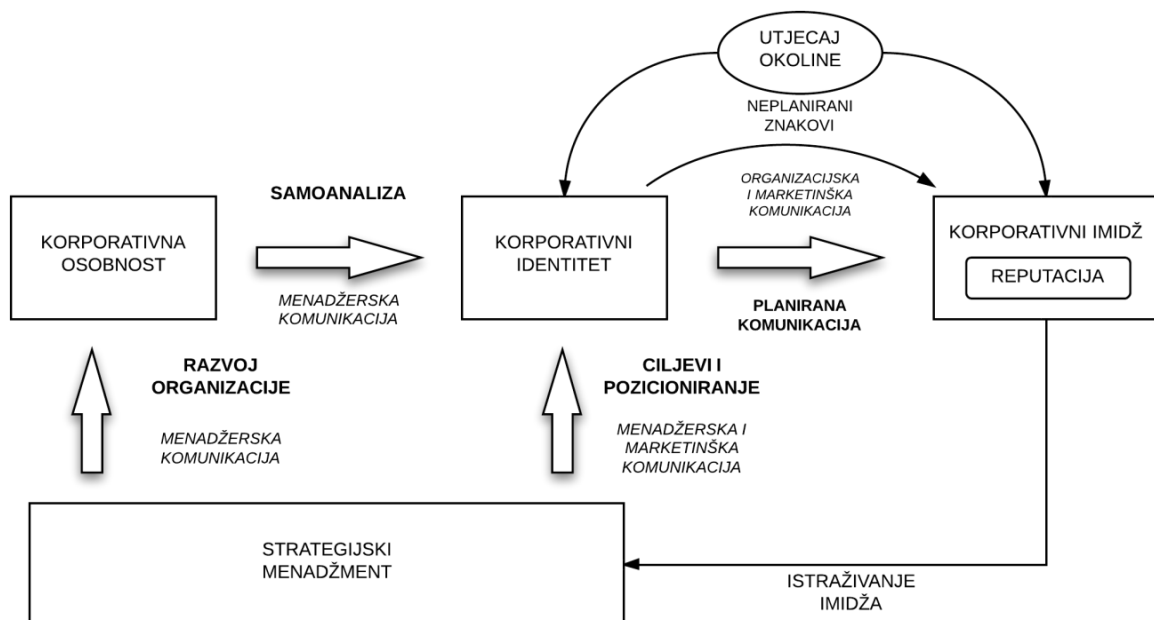 UTJECAJ
OKOLINE
NEPLANIRANI
ZNAKOVI
SAMOANALIZA
ORGANIZACIJSKA
I MARKETINŠKA
KOMUNIKACIJA
KORPORATIVNA
OSOBNOST
KORPORATIVNI
IDENTITET
KORPORATIVNI IMIDŽ
REPUTACIJA
MENADŽERSKA
KOMUNIKACIJA
PLANIRANA
KOMUNIKACIJA
RAZVOJ
ORGANIZACIJE
CILJEVI I
POZICIONIRANJE
MENADŽERSKA
KOMUNIKACIJA
MENADŽERSKA I
MARKETINŠKA
KOMUNIKACIJA
STRATEGIJSKI
MENADŽMENT
ISTRAŽIVANJE
IMIDŽA